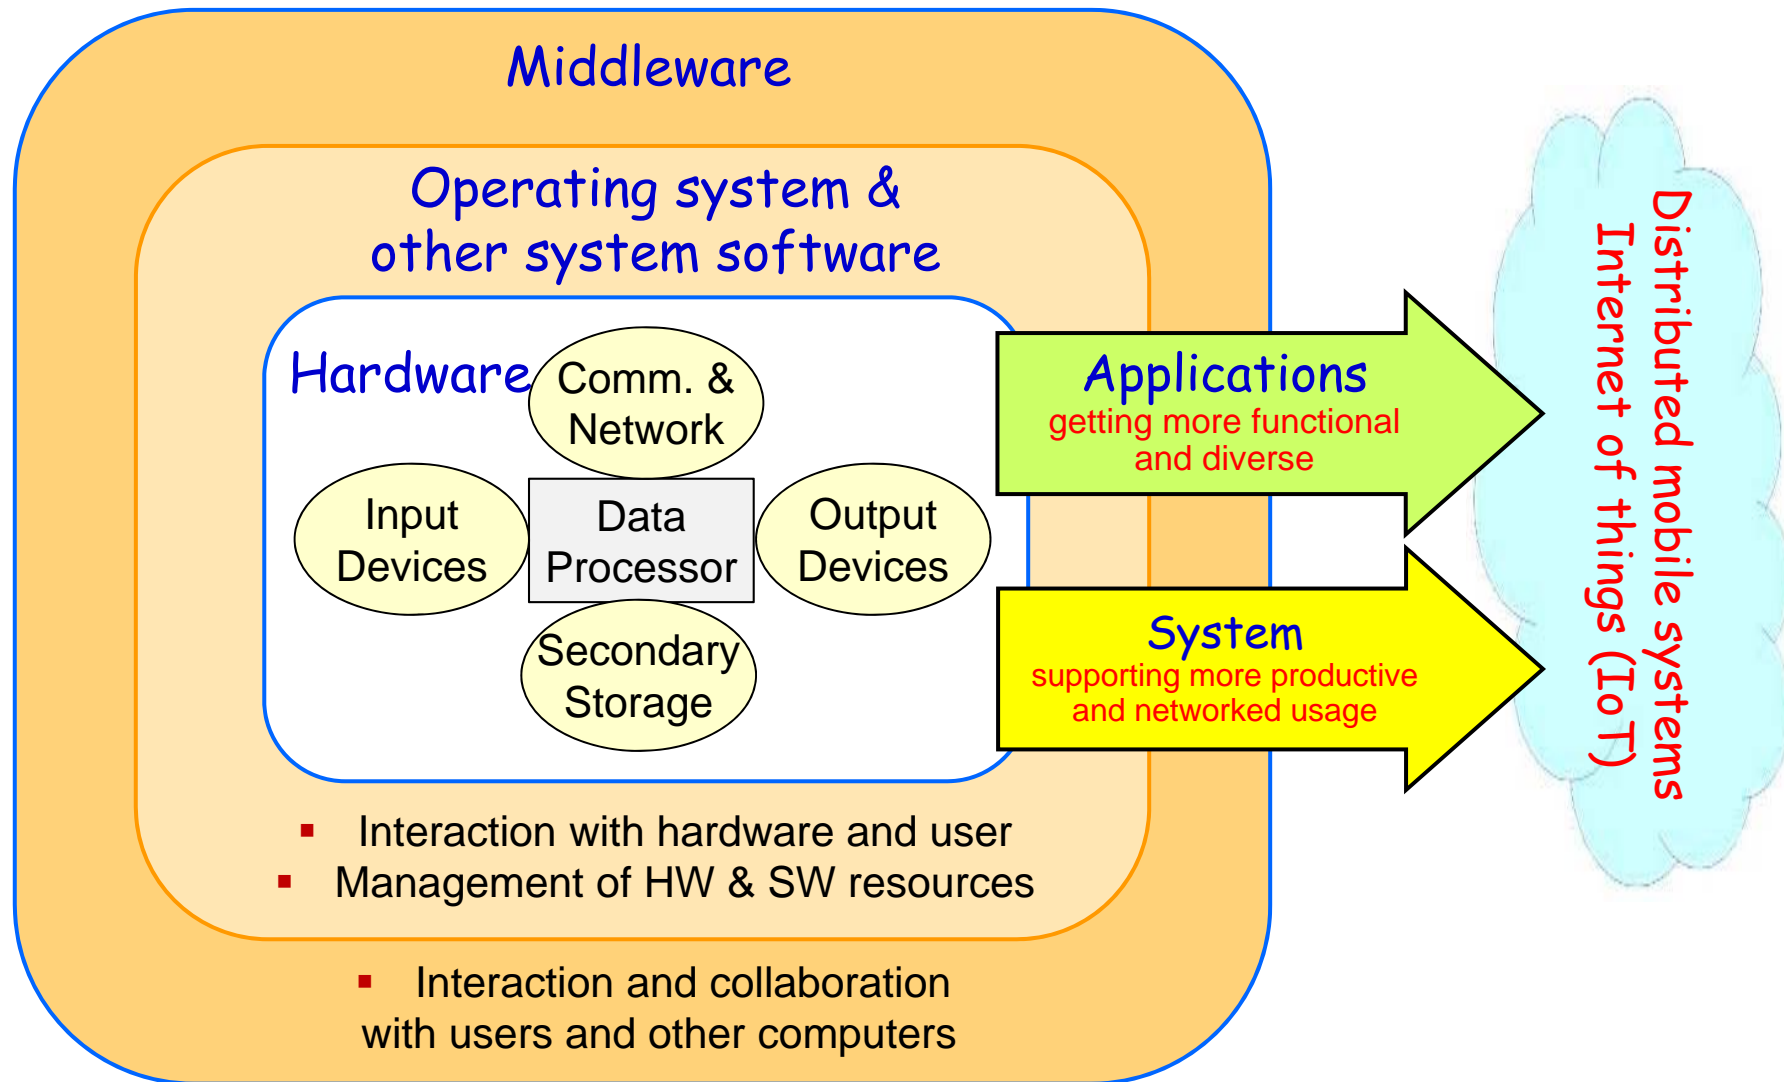 Middleware
Operating system &
other system software
Hardware
Comm. &
Network
Input
Devices
Data
Processor
Output
Devices
Secondary
Storage
▪ Interaction with hardware and user
▪ Management of HW & SW resources
▪ Interaction and collaboration
with users and other computers
Applications
getting more functional
and diverse
System
supporting more productive
and networked usage
Distributed mobile systems
Internet of things (IoT)